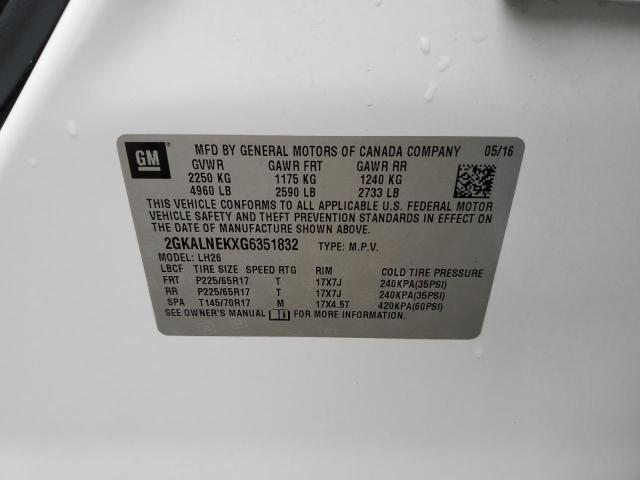 GM
MFD BY GENERAL MOTORS OF CANADA COMPANY 05/16
GVWR GAWR FRT GAWR RR
2250 KG 1175 KG 1240 KG
4960 LB 2590 LB 2733 LB
THIS VEHICLE CONFORMS TO ALL APPLICABLE U.S. FEDERAL MOTOR
VEHICLE SAFETY AND THEFT PREVENTION STANDARDS IN EFFECT ON
THE DATE OF MANUFACTURE SHOWN ABOVE.
2GKALNEKXG6351832 TYPE: M.P.V.
MODEL: LH26
LBCF TIRE SIZE SPEED RTG RIM COLD TIRE PRESSURE
FRT P225/65R17 T 17X7J 240KPA(35PSI)
RR P225/65R17 T 17X7J 240KPA(35PSI)
SPA T145/70R17 M 17X4.5T 420KPA(60PSI)
SEE OWNER'S MANUAL FOR MORE INFORMATION